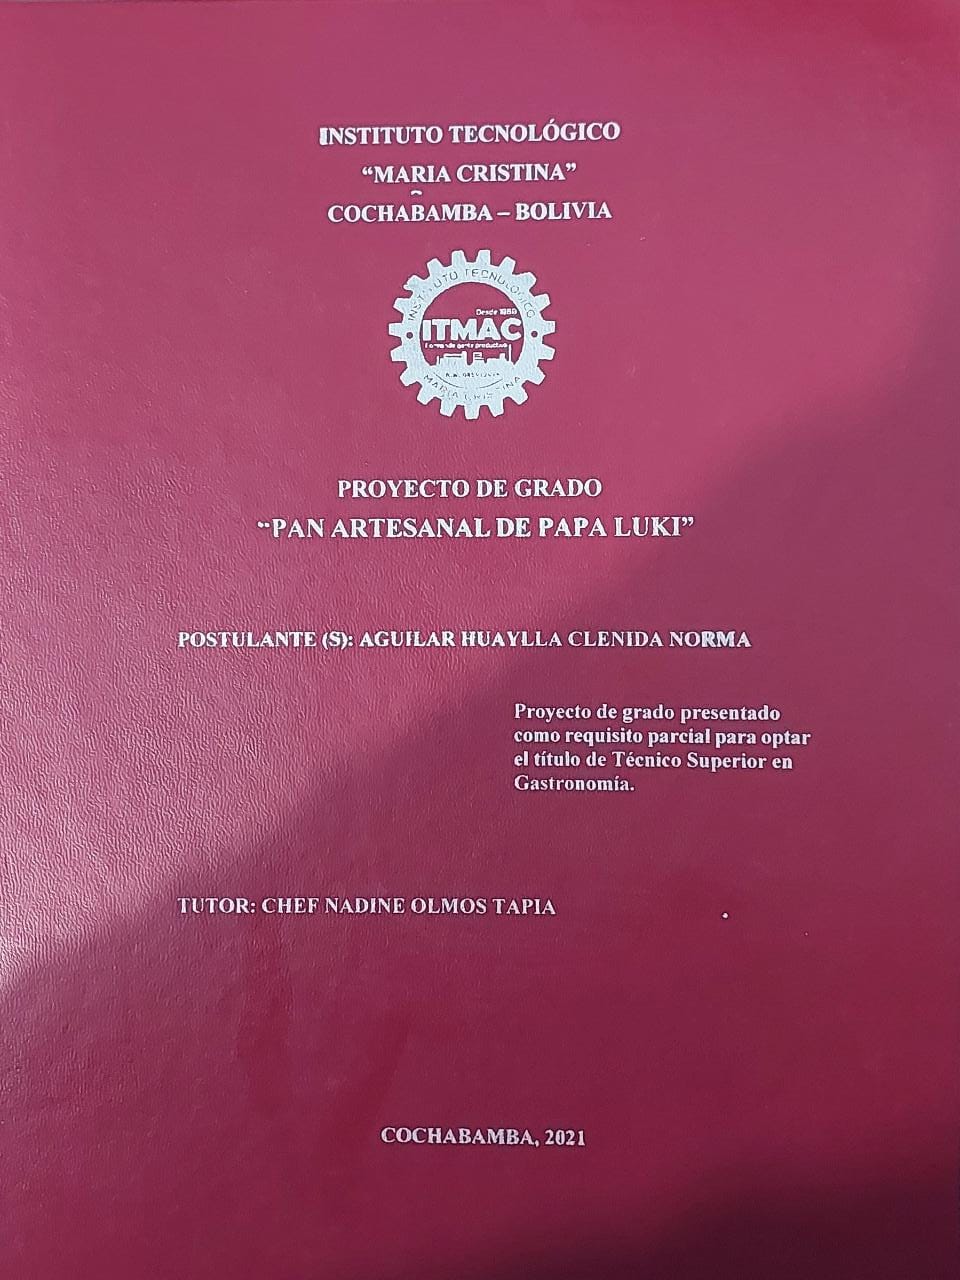 INSTITUTO TECNOLÓGICO
“MARIA CRISTINA”
COCHABAMBA – BOLIVIA
INSTITUTO TECNOLOGICO
Desde 1989
ITMAC
MARIA CRISTINA
PROYECTO DE GRADO
“PAN ARTESANAL DE PAPA LUKI”
POSTULANTE (S): AGUILAR HUAYLLA CLENIDA NORMA
Proyecto de grado presentado
como requisito parcial para optar
el título de Técnico Superior en
Gastronomía.
TUTOR: CHEF NADINE OLMOS TAPIA
COCHABAMBA, 2021